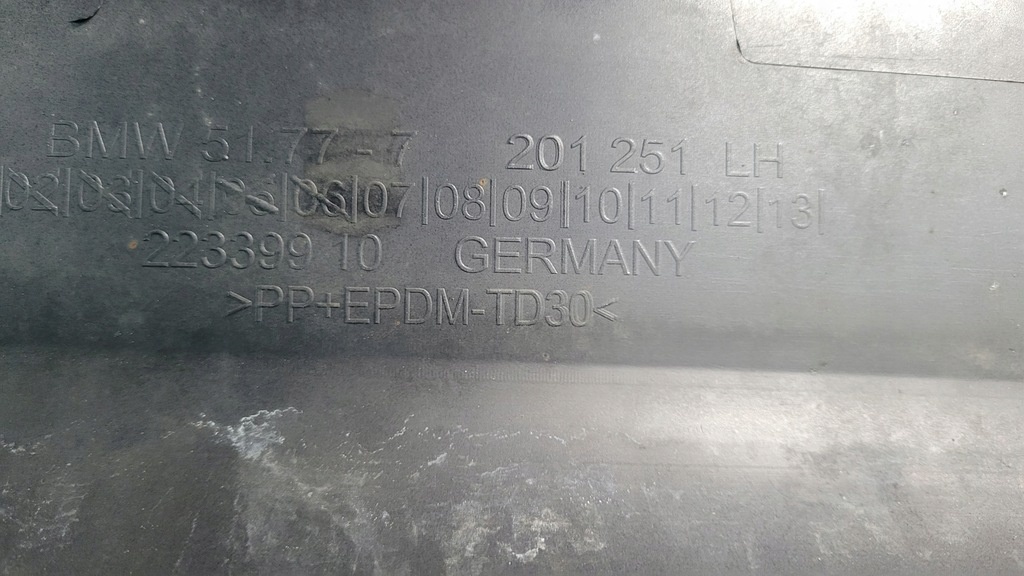 BMW 51.77-7 201 251 LH
|02|03|04|05|06|07|08|09|10|11|12|13|
223399 10 GERMANY
>PP+EPDM-TD30<